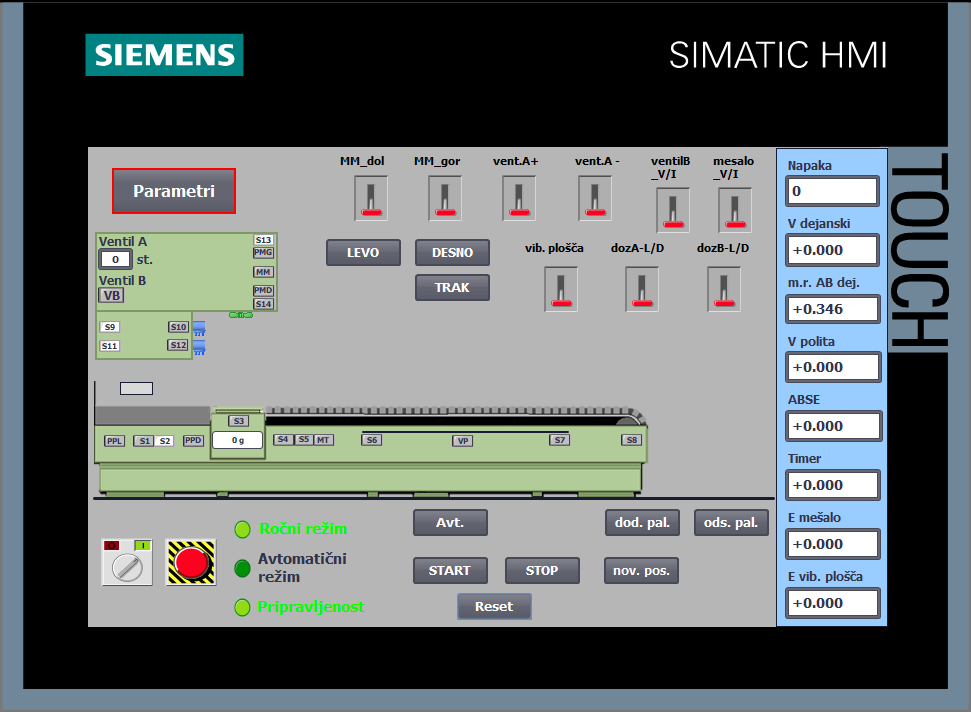 SIEMENS
SIMATIC HMI
TOUCH
Parametri
MM_dol
MM_gor
vent.A+
vent.A -
ventilB
_V/I
mesalo
_V/I
LEVO
DESNO
TRAK
vib. plošča
dozA-L/D
dozB-L/D
Ventil A
0 st.
Ventil B
VB
S13
PMG
MM
PMD
S14
S9
S10
S11
S12
S3
0 g
PPL
S1
S2
PPD
S4
S5
MT
S6
VP
S7
S8
O
I
Ročni režim
Avtomatični
režim
Pripravljenost
Avt.
START
STOP
Reset
dod. pal.
ods. pal.
nov. pos.
Napaka
0
V dejanski
+0.000
m.r. AB dej.
+0.346
V polita
+0.000
ABSE
+0.000
Timer
+0.000
E mešalo
+0.000
E vib. plošča
+0.000